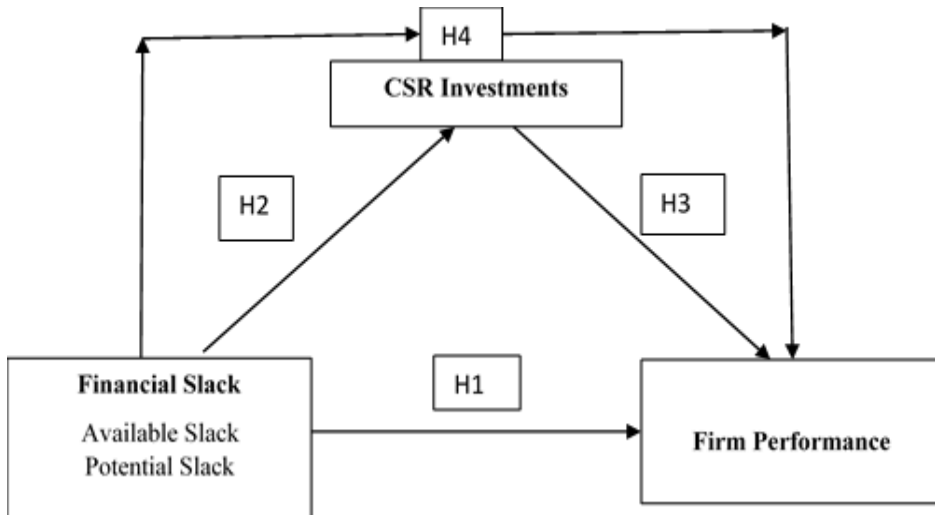 H4
CSR Investments
H2
H3
Financial Slack
Available Slack
Potential Slack
H1
Firm Performance